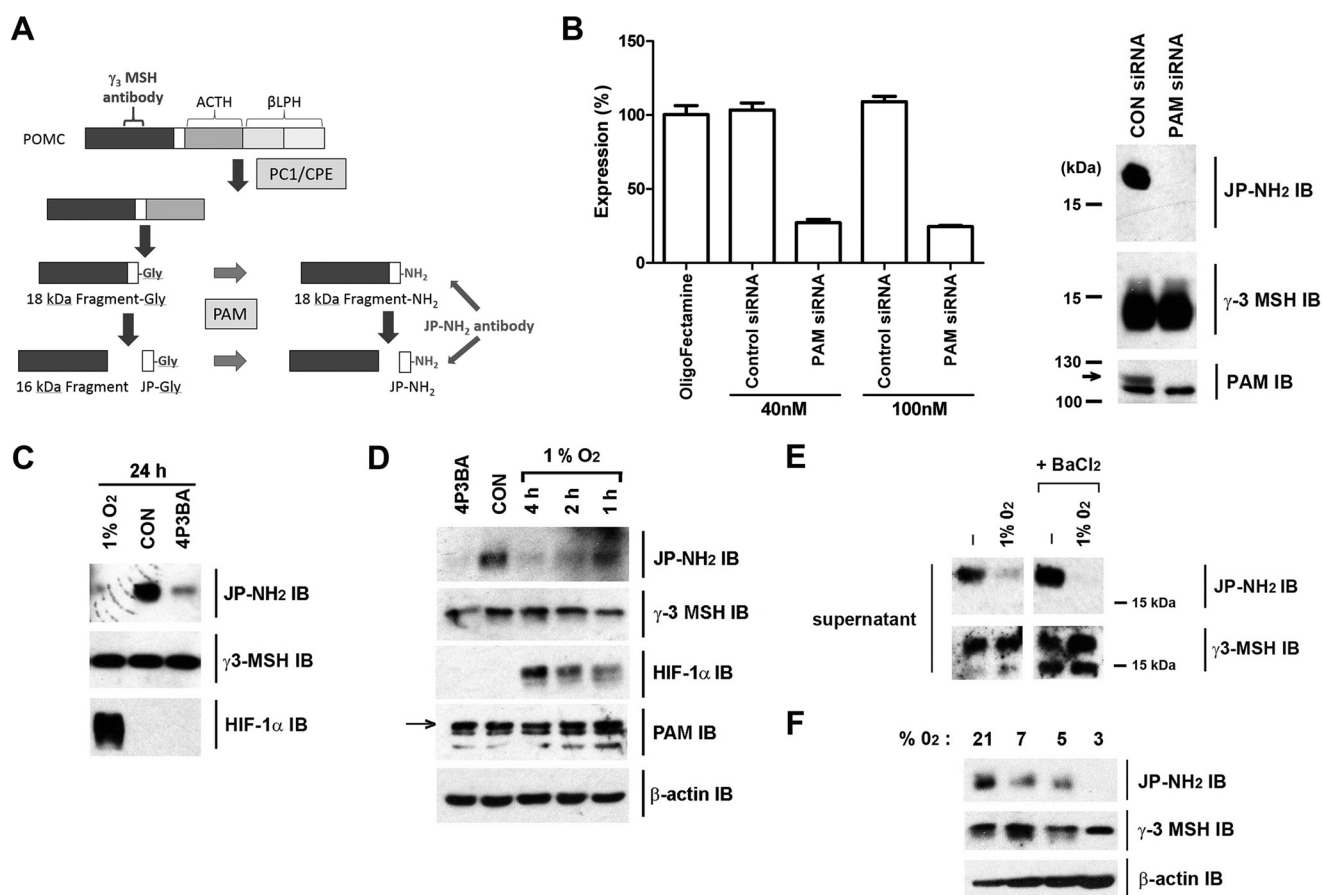 A
γ3 MSH
antibody
ACTH
βLPH
POMC
PC1/CPE
-Gly
-NH2
18 kDa Fragment-Gly
18 kDa Fragment-NH2
PAM
JP-NH2 antibody
-Gly
-NH2
16 kDa Fragment
JP-Gly
JP-NH2
B
Expression (%)
150
100
50
0
OligoFectamine
Control siRNA
PAM siRNA
Control siRNA
PAM siRNA
40nM
100nM
CON siRNA
PAM siRNA
(kDa)
15
JP-NH2 IB
15
γ-3 MSH IB
130
100
PAM IB
C
24 h
1% O2
CON
4P3BA
JP-NH2 IB
γ3-MSH IB
HIF-1α IB
D
1 % O2
4P3BA
CON
4 h
2 h
1 h
JP-NH2 IB
γ-3 MSH IB
HIF-1α IB
PAM IB
β-actin IB
E
+ BaCl2
–
1% 02
–
1% 02
supernatant
15 kDa
JP-NH2 IB
15 kDa
γ3-MSH IB
F
% 02 : 21 7 5 3
JP-NH2 IB
γ-3 MSH IB
β-actin IB